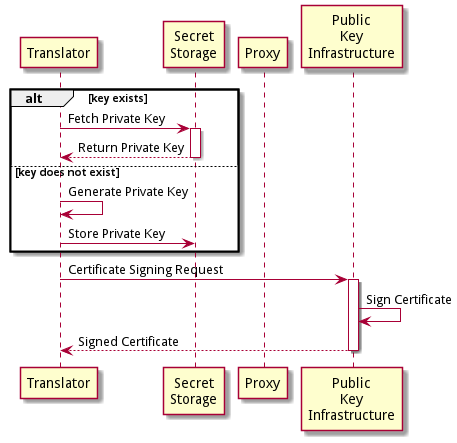 Translator
Secret
Storage
Proxy
Public
Key
Infrastructure
alt [key exists]
Fetch Private Key
Return Private Key
[key does not exist]
Generate Private Key
Store Private Key
Certificate Signing Request
Sign Certificate
Signed Certificate
Translator
Secret
Storage
Proxy
Public
Key
Infrastructure